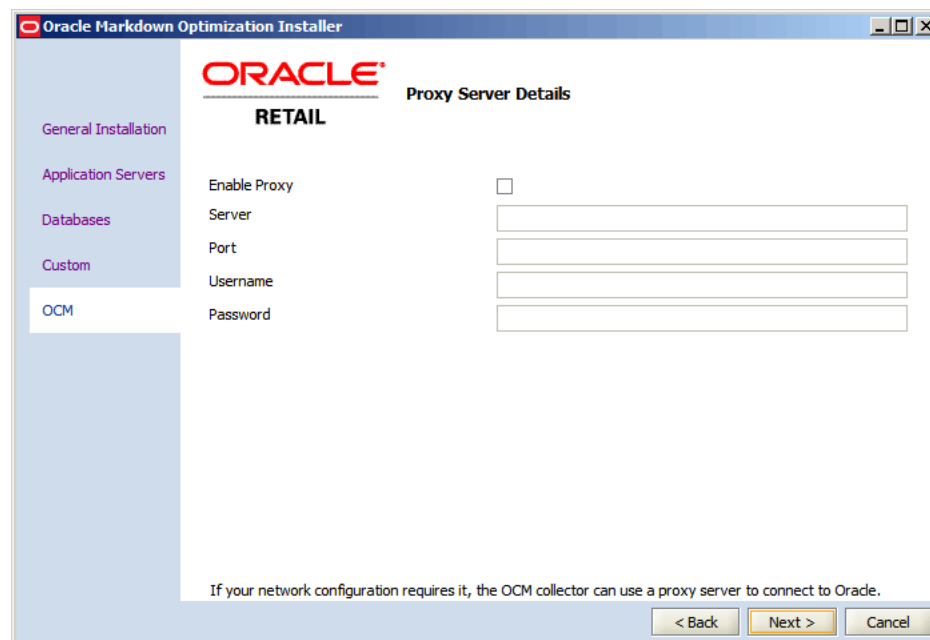 Oracle Markdown Optimization Installer
ORACLE
RETAIL
Proxy Server Details
General Installation
Application Servers
Databases
Custom
OCM
Enable Proxy
Server
Port
Username
Password
If your network configuration requires it, the OCM collector can use a proxy server to connect to Oracle.
< Back
Next >
Cancel